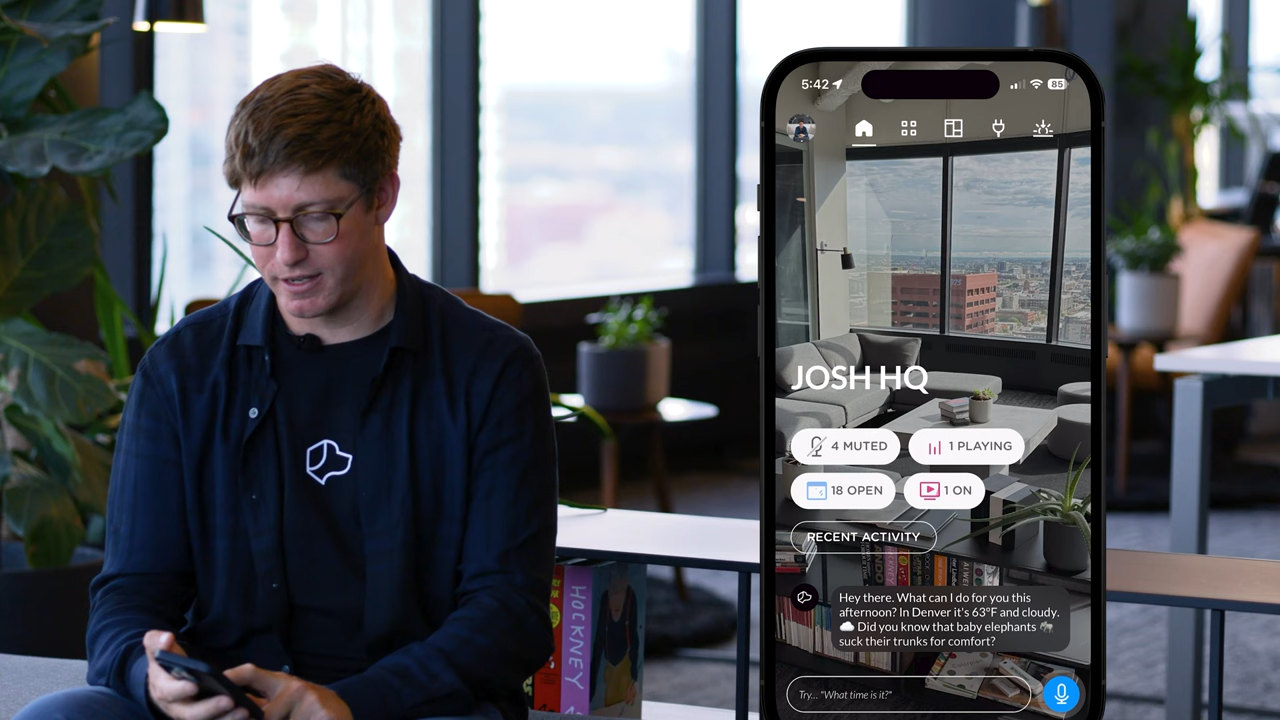 5:42
85
JOSH HQ
4 MUTED
1 PLAYING
18 OPEN
1 ON
RECENT ACTIVITY
Hey there. What can I do for you this
afternoon? In Denver it's 63°F and cloudy.
☁️ Did you know that baby elephants 🐘
suck their trunks for comfort?
Try... "What time is it?"
HOCKNEY